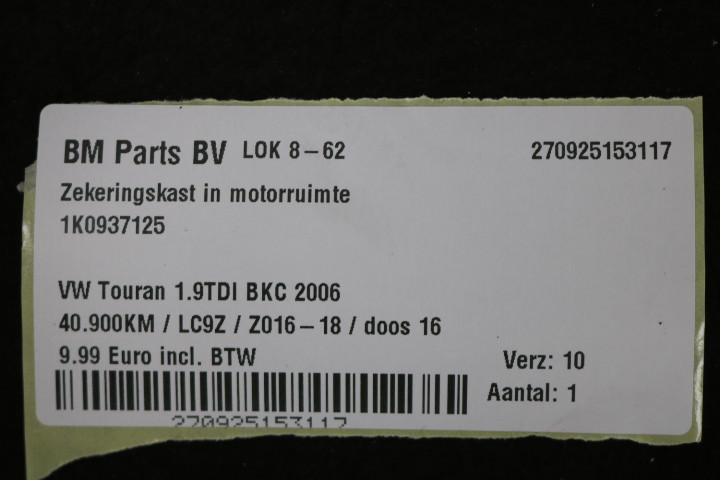 BM Parts BV LOK 8-62 270925153117
Zekeringskast in motorruimte
1K0937125
VW Touran 1.9TDI BKC 2006
40.900KM / LC9Z / Z016-18 / doos 16
9.99 Euro incl. BTW Verz: 10
Aantal: 1
270925153117